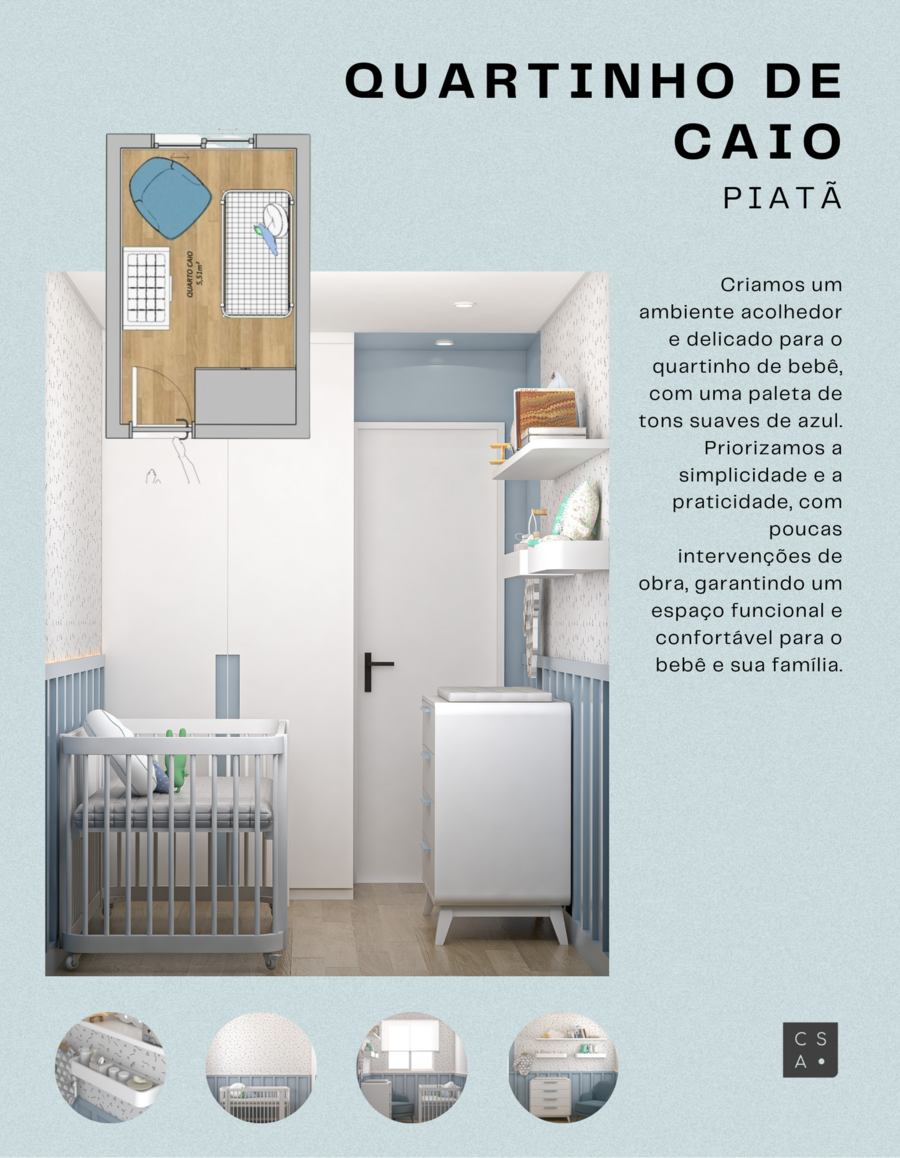 QUARTINHO DE
CAIO
PIATÃ
QUARTO CAIO
5,51m²
Criamos um
ambiente acolhedor
e delicado para o
quartinho de bebê,
com uma paleta de
tons suaves de azul.
Priorizamos a
simplicidade e a
praticidade, com
poucas
intervenções de
obra, garantindo um
espaço funcional e
confortável para o
bebê e sua família.
CS
A